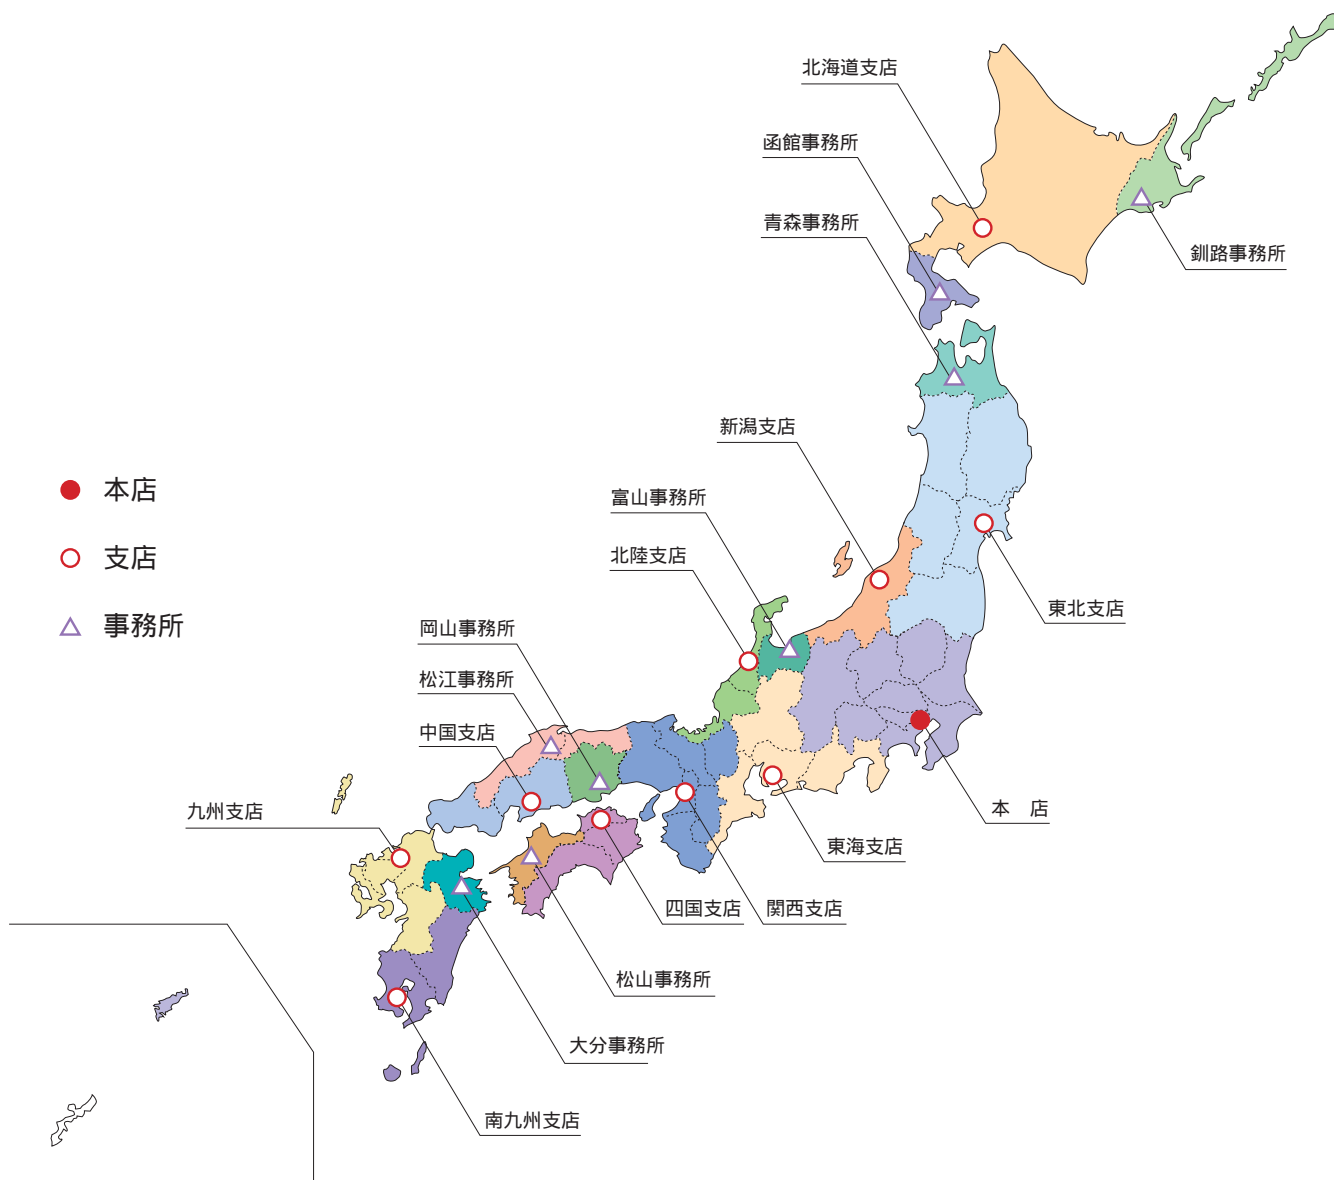 北海道支店
函館事務所
青森事務所
釧路事務所
新潟支店
本店
富山事務所
支店
北陸支店
東北支店
事務所
岡山事務所
松江事務所
中国支店
九州支店
本　店
東海支店
四国支店
関西支店
松山事務所
大分事務所
南九州支店